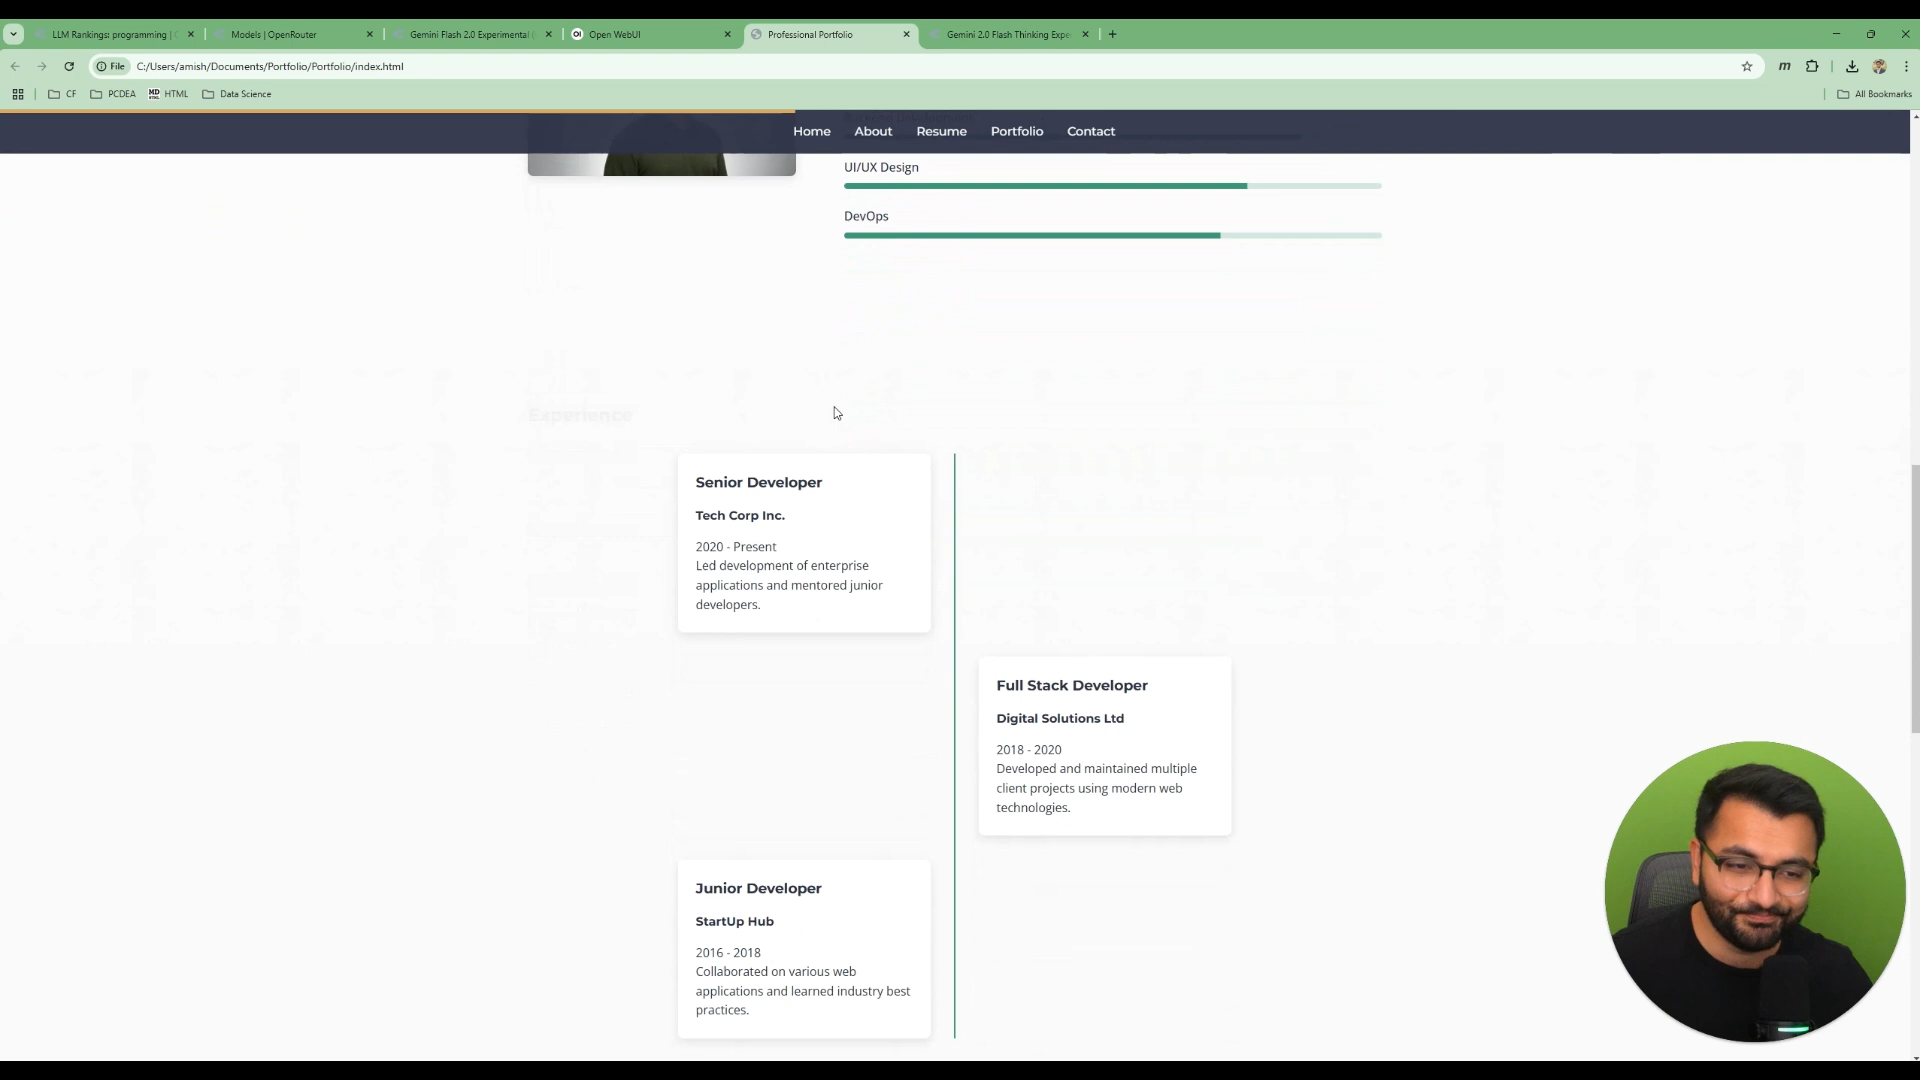 LLM Rankings: programming |
Models | OpenRouter
Gemini Flash 2.0 Experimental
OI Open WebUI
Professional Portfolio
Gemini 2.0 Flash Thinking Expe
File C:/Users/amish/Documents/Portfolio/Portfolio/index.html
m
CF
PCDEA
MD HTML
Data Science
All Bookmarks
Home About Resume Portfolio Contact
UI/UX Design
DevOps
Experience
Senior Developer
Tech Corp Inc.
2020 - Present
Led development of enterprise
applications and mentored junior
developers.
Full Stack Developer
Digital Solutions Ltd
2018 - 2020
Developed and maintained multiple
client projects using modern web
technologies.
Junior Developer
StartUp Hub
2016 - 2018
Collaborated on various web
applications and learned industry best
practices.